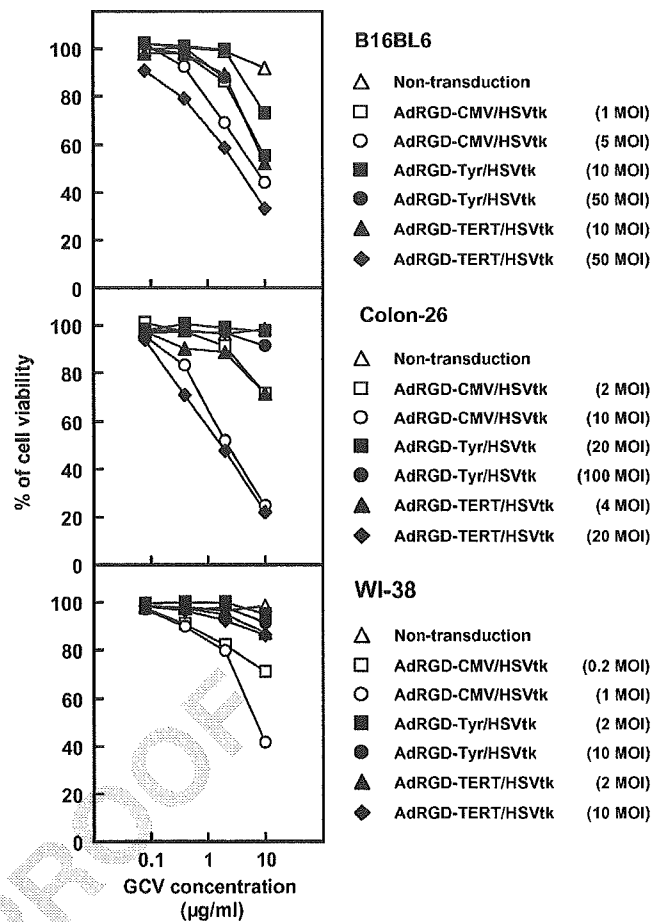 % of cell viability
100
80
60
40
20
0
100
80
60
40
20
0
100
80
60
40
20
0
0.1 1 10
GCV concentration
(µg/ml)
B16BL6
Non-transduction
AdRGD-CMV/HSVtk (1 MOI)
AdRGD-CMV/HSVtk (5 MOI)
AdRGD-Tyr/HSVtk (10 MOI)
AdRGD-Tyr/HSVtk (50 MOI)
AdRGD-TERT/HSVtk (10 MOI)
AdRGD-TERT/HSVtk (50 MOI)
Colon-26
Non-transduction
AdRGD-CMV/HSVtk (2 MOI)
AdRGD-CMV/HSVtk (10 MOI)
AdRGD-Tyr/HSVtk (20 MOI)
AdRGD-Tyr/HSVtk (100 MOI)
AdRGD-TERT/HSVtk (4 MOI)
AdRGD-TERT/HSVtk (20 MOI)
WI-38
Non-transduction
AdRGD-CMV/HSVtk (0.2 MOI)
AdRGD-CMV/HSVtk (1 MOI)
AdRGD-Tyr/HSVtk (2 MOI)
AdRGD-Tyr/HSVtk (10 MOI)
AdRGD-TERT/HSVtk (2 MOI)
AdRGD-TERT/HSVtk (10 MOI)
PROOF